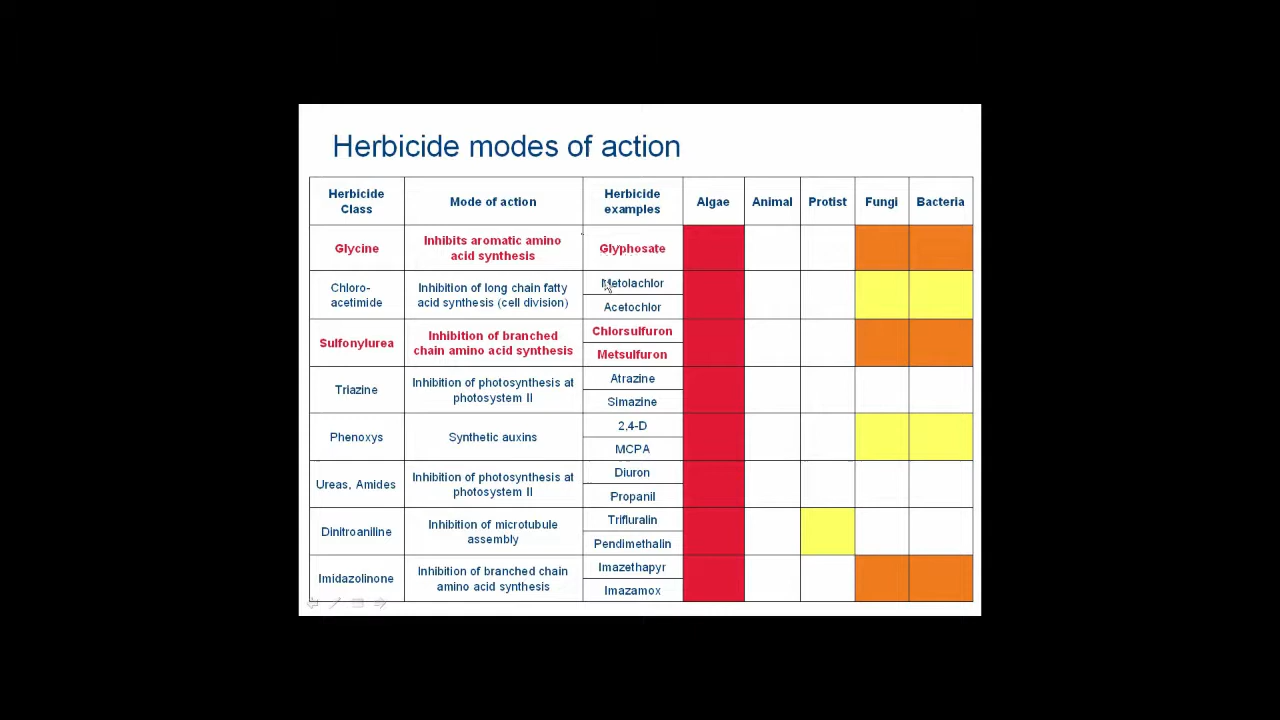 Herbicide modes of action
Herbicide
Class
Mode of action
Herbicide
examples
Algae
Animal
Protist
Fungi
Bacteria
Glycine
Inhibits aromatic amino
acid synthesis
Glyphosate
Chloro-
acetimide
Inhibition of long chain fatty
acid synthesis (cell division)
Metolachlor
Acetochlor
Sulfonylurea
Inhibition of branched
chain amino acid synthesis
Chlorsulfuron
Metsulfuron
Triazine
Inhibition of photosynthesis at
photosystem II
Atrazine
Simazine
Phenoxys
Synthetic auxins
2,4-D
MCPA
Ureas, Amides
Inhibition of photosynthesis at
photosystem II
Diuron
Propanil
Dinitroaniline
Inhibition of microtubule
assembly
Trifluralin
Pendimethalin
Imidazolinone
Inhibition of branched chain
amino acid synthesis
Imazethapyr
Imazamox